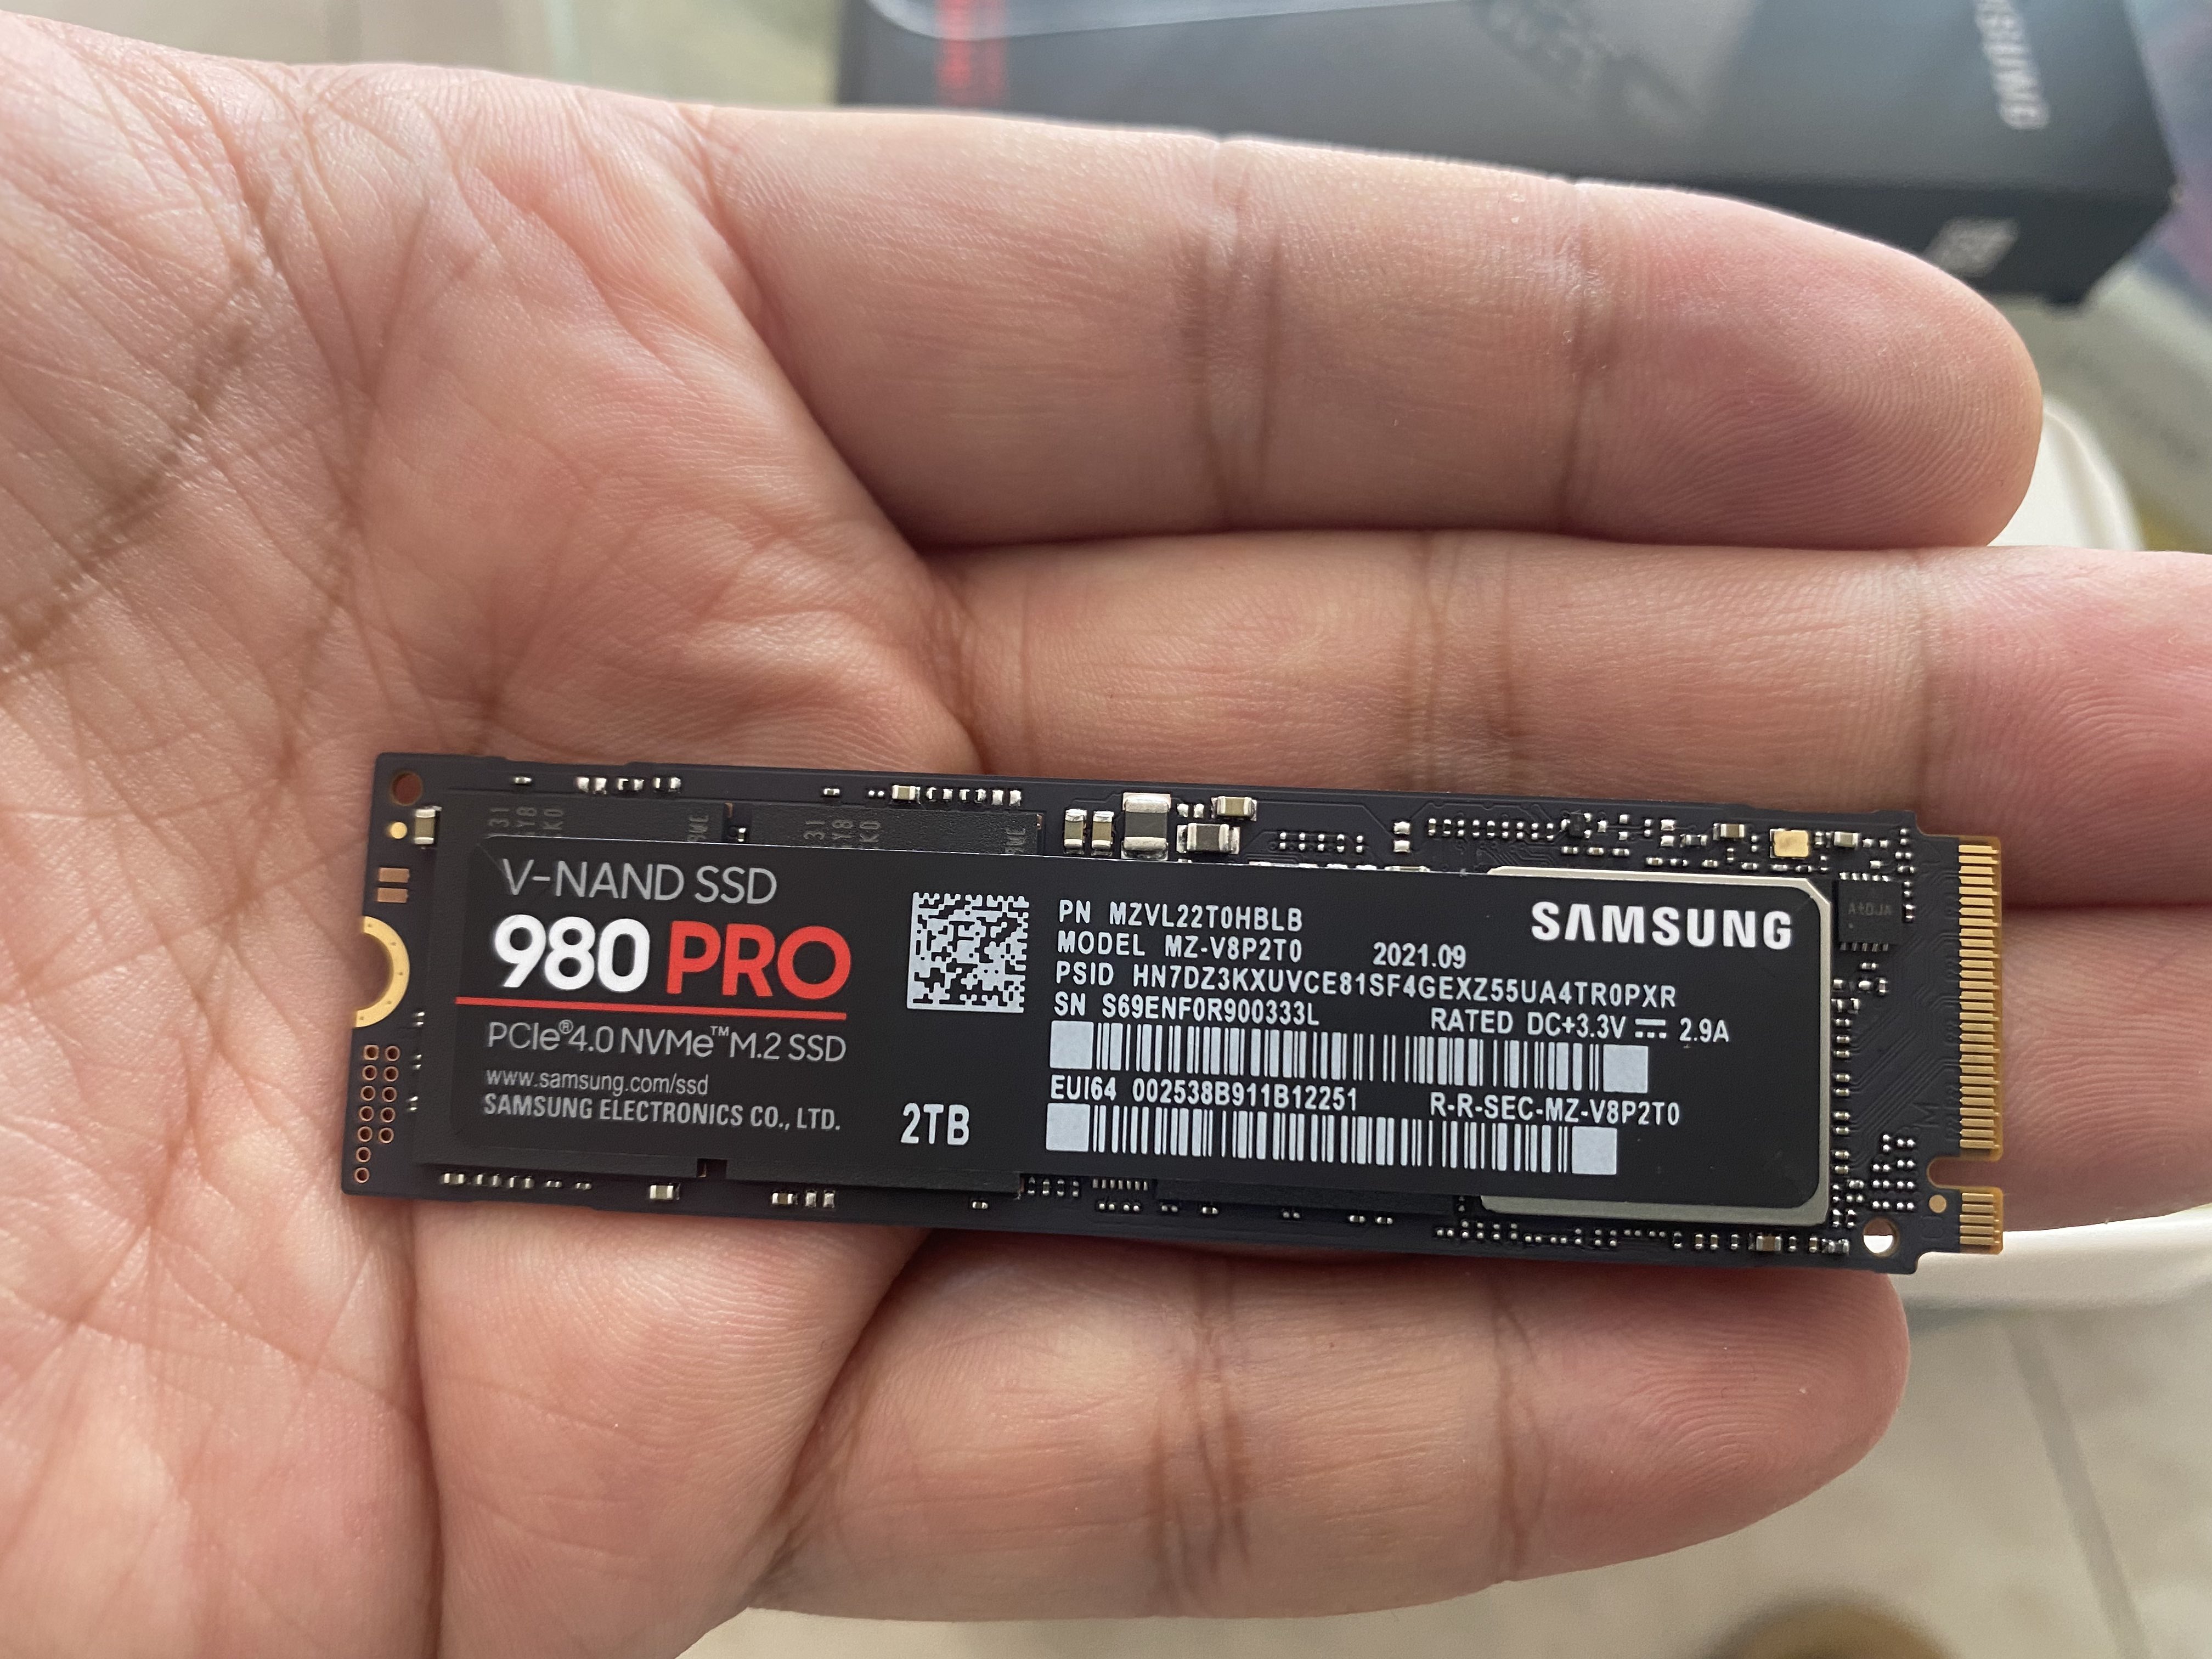 SAMSUNG
V-NAND SSD
980 PRO
PCIe®4.0 NVMe™ M.2 SSD
www.samsung.com/ssd
SAMSUNG ELECTRONICS CO., LTD.
2TB
PN MZVL22T0HBLB
MODEL MZ-V8P2T0 2021.09
PSID HN7DZ3KXUVCE81SF4GEXZ55UA4TR0PXR
SN S69ENF0R900333L RATED DC+3.3V ⎓ 2.9A
EUI64 002538B911B12251 R-R-SEC-MZ-V8P2T0
SAMSUNG